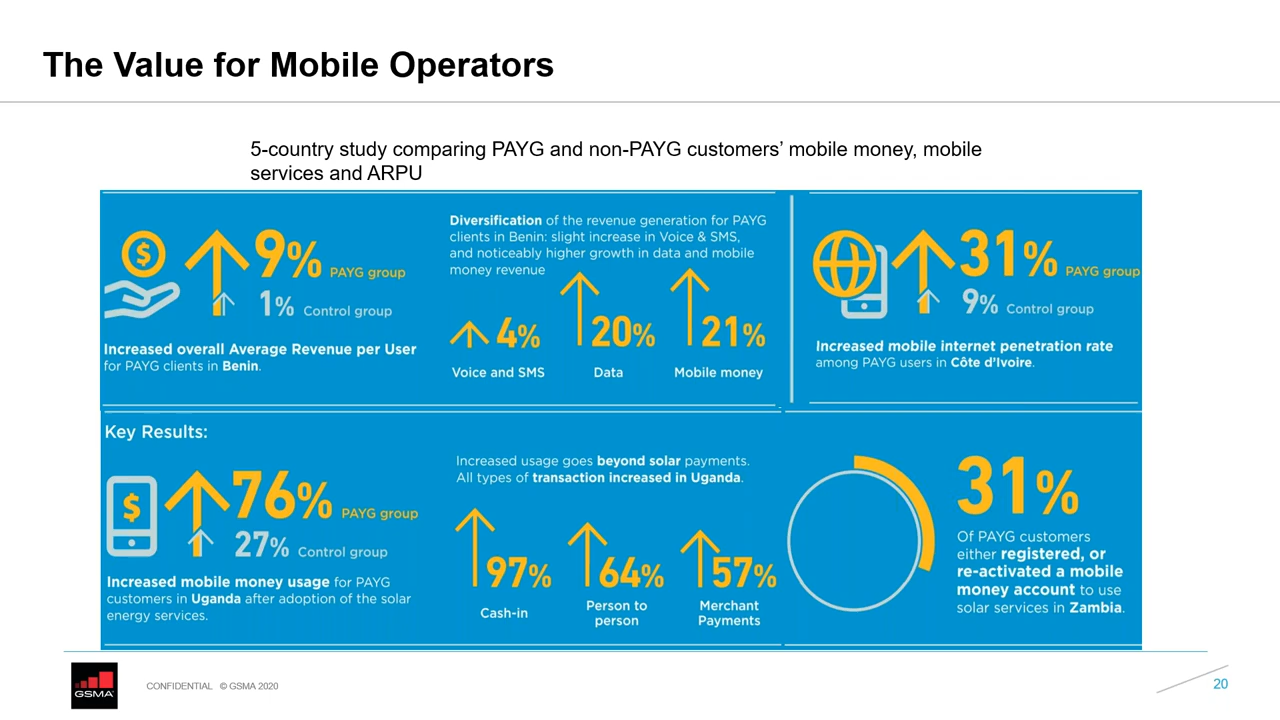 The Value for Mobile Operators
5-country study comparing PAYG and non-PAYG customers' mobile money, mobile
services and ARPU
$
9% PAYG group
1% Control group
Increased overall Average Revenue per User
for PAYG clients in Benin.
Diversification of the revenue generation for PAYG
clients in Benin: slight increase in Voice & SMS,
and noticeably higher growth in data and mobile
money revenue
4% 20% 21%
Voice and SMS Data Mobile money
31% PAYG group
9% Control group
Increased mobile internet penetration rate
among PAYG users in Côte d'Ivoire.
Key Results:
$
76% PAYG group
27% Control group
Increased mobile money usage for PAYG
customers in Uganda after adoption of the solar
energy services.
Increased usage goes beyond solar payments.
All types of transaction increased in Uganda.
97% 64% 57%
Cash-in
Person to
person
Merchant
Payments
31%
Of PAYG customers
either registered, or
re-activated a mobile
money account to use
solar services in Zambia.
GSMA
CONFIDENTIAL © GSMA 2020
20